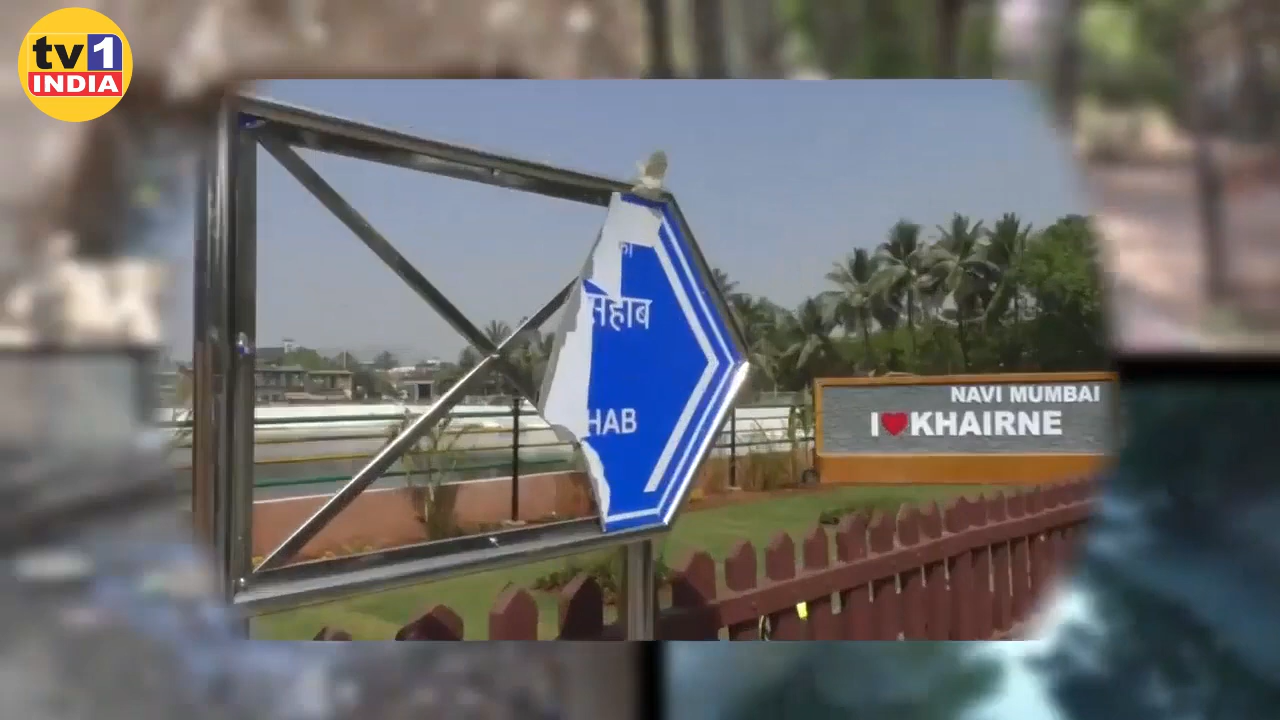 tv1
INDIA
साहाब
HAB
NAVI MUMBAI
I❤KHAIRNE